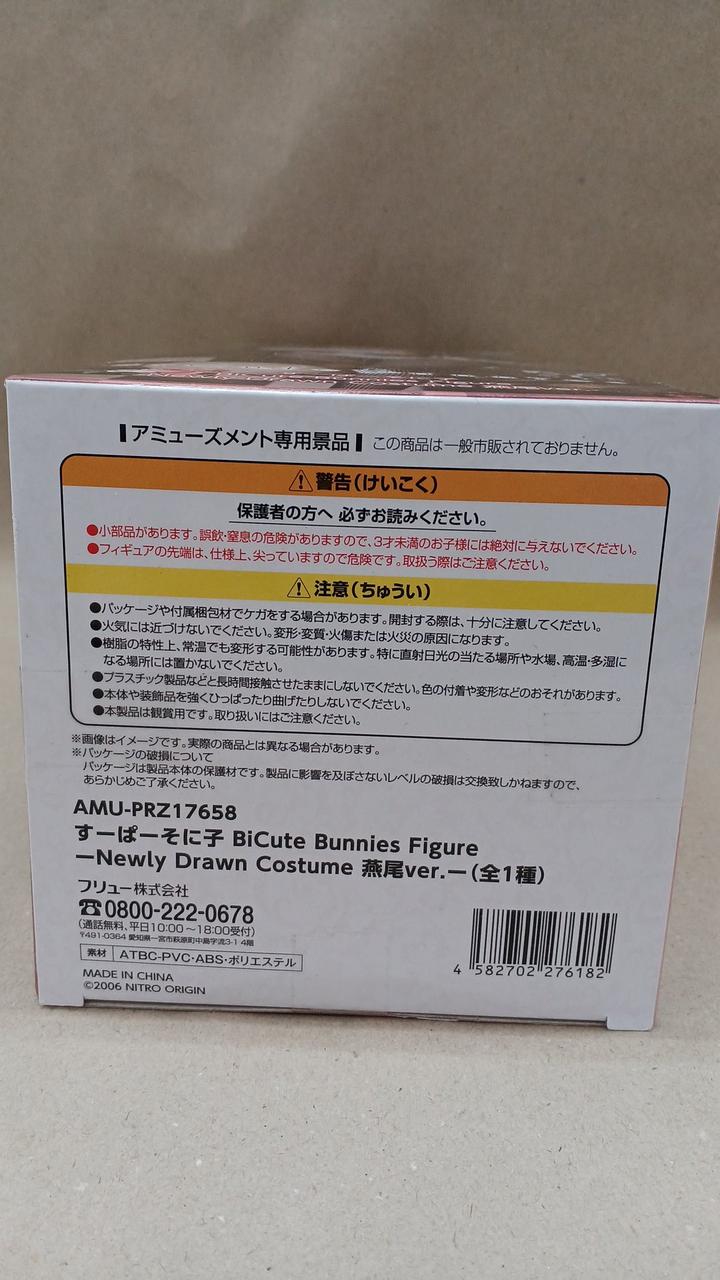 アミューズメント専用景品 この商品は一般市販されておりません。
⚠警告(けいこく)
保護者の方へ 必ずお読みください。
●小部品があります。誤飲・窒息の危険がありますので、3才未満のお子様には絶対に与えないでください。
●フィギュアの先端は、仕様上、尖っていますので危険です。取扱う際はご注意ください。
⚠注意(ちゅうい)
●パッケージや付属梱包材でケガをする場合があります。開封する際は、十分に注意してください。
●火気には近づけないでください。変形・変質・火傷または火災の原因になります。
●樹脂の特性上、常温でも変形する可能性があります。特に直射日光の当たる場所や水場、高温・多湿に
なる場所には置かないでください。
●プラスチック製品などと長時間接触させたままにしないでください。色の付着や変形などのおそれがあります。
●本体や装飾品を強くひっぱったり曲げたりしないでください。
●本製品は観賞用です。取り扱いにはご注意ください。
※画像はイメージです。実際の商品とは異なる場合があります。
※パッケージの破損について
パッケージは製品本体の保護材です。製品に影響を及ぼさないレベルの破損は交換致しかねますので、
あらかじめご了承ください。
AMU-PRZ17658
すーぱーそに子 BiCute Bunnies Figure
ーNewly Drawn Costume 燕尾ver.ー(全1種)
フリュー株式会社
☎0800-222-0678
(通話無料、平日10:00〜18:00受付)
〒491-0364 愛知県一宮市萩原町中島字流3-1 4階
素材 ATBC-PVC・ABS・ポリエステル
MADE IN CHINA
©2006 NITRO ORIGIN
4 582702 276182